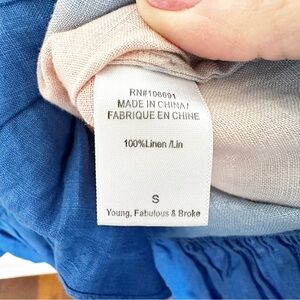 RN#106691
MADE IN CHINA/
FABRIQUE EN CHINE
100%Linen /Lin
S
Young, Fabulous & Broke